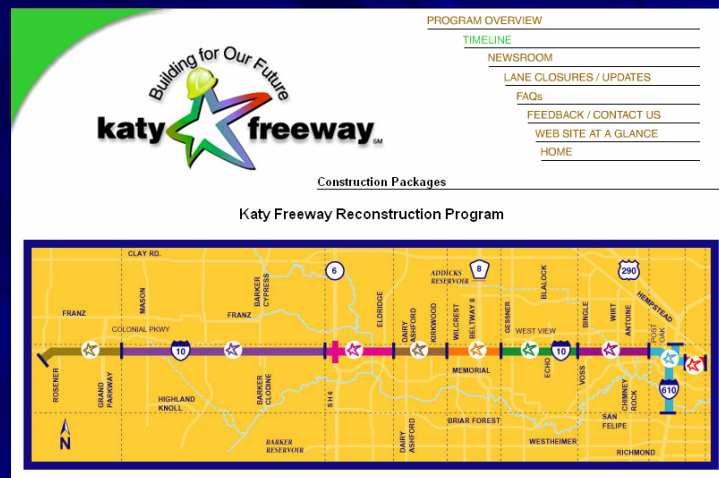 PROGRAM OVERVIEW
TIMELINE
NEWSROOM
LANE CLOSURES / UPDATES
FAQs
FEEDBACK / CONTACT US
WEB SITE AT A GLANCE
HOME
Building for Our Future
katy freeway SM
Construction Packages
Katy Freeway Reconstruction Program
CLAY RD.
6
ADDICKS
RESERVOIR
8
290
FRANZ
MASON
BARKER
CYPRESS
FRANZ
ELDRIDGE
DAIRY
ASHFORD
KIRKWOOD
WILCREST
BELTWAY 8
GESSNER
BLALOCK
BINGLE
WIRT
ANTOINE
HEMPSTEAD
POST
OAK
COLONIAL PKWY
WEST VIEW
10
10
ROSENER
GRAND
PARKWAY
HIGHLAND
KNOLL
BARKER
CLODINE
S H 6
MEMORIAL
ECHO
VOSS
CHIMNEY
ROCK
610
N
BARKER
RESERVOIR
DAIRY
ASHFORD
BRIAR FOREST
SAN
FELIPE
WESTHEIMER
RICHMOND